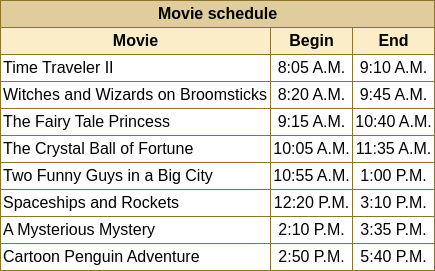 Movie schedule
Movie Begin End
Time Traveler II 8:05 A.M. 9:10 A.M.
Witches and Wizards on Broomsticks 8:20 A.M. 9:45 A.M.
The Fairy Tale Princess 9:15 A.M. 10:40 A.M.
The Crystal Ball of Fortune 10:05 A.M. 11:35 A.M.
Two Funny Guys in a Big City 10:55 A.M. 1:00 P.M.
Spaceships and Rockets 12:20 P.M. 3:10 P.M.
A Mysterious Mystery 2:10 P.M. 3:35 P.M.
Cartoon Penguin Adventure 2:50 P.M. 5:40 P.M.